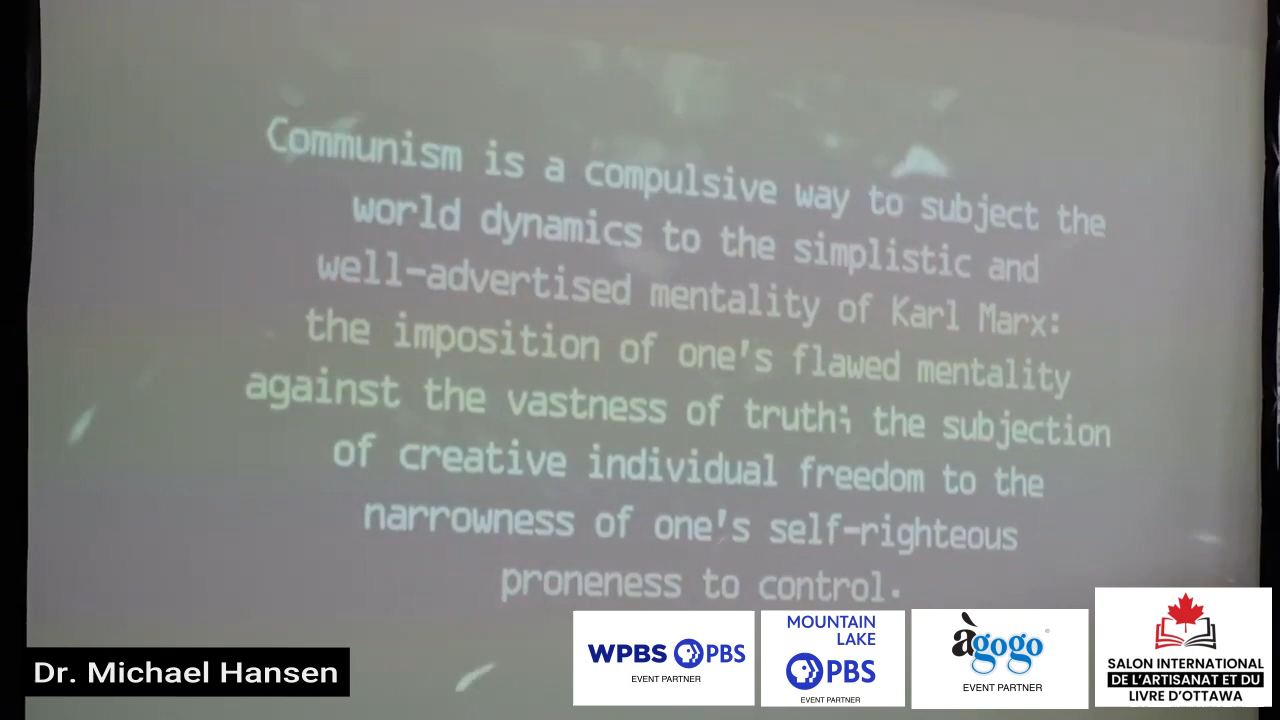 Communism is a compulsive way to subject the
world dynamics to the simplistic and
well-advertised mentality of Karl Marx:
the imposition of one's flawed mentality
against the vastness of truth; the subjection
of creative individual freedom to the
narrowness of one's self-righteous
proneness to control.
Dr. Michael Hansen
WPBS PBS
EVENT PARTNER
MOUNTAIN
LAKE
PBS
EVENT PARTNER
àgogo
EVENT PARTNER
SALON INTERNATIONAL
DE L'ARTISANAT ET DU
LIVRE D'OTTAWA